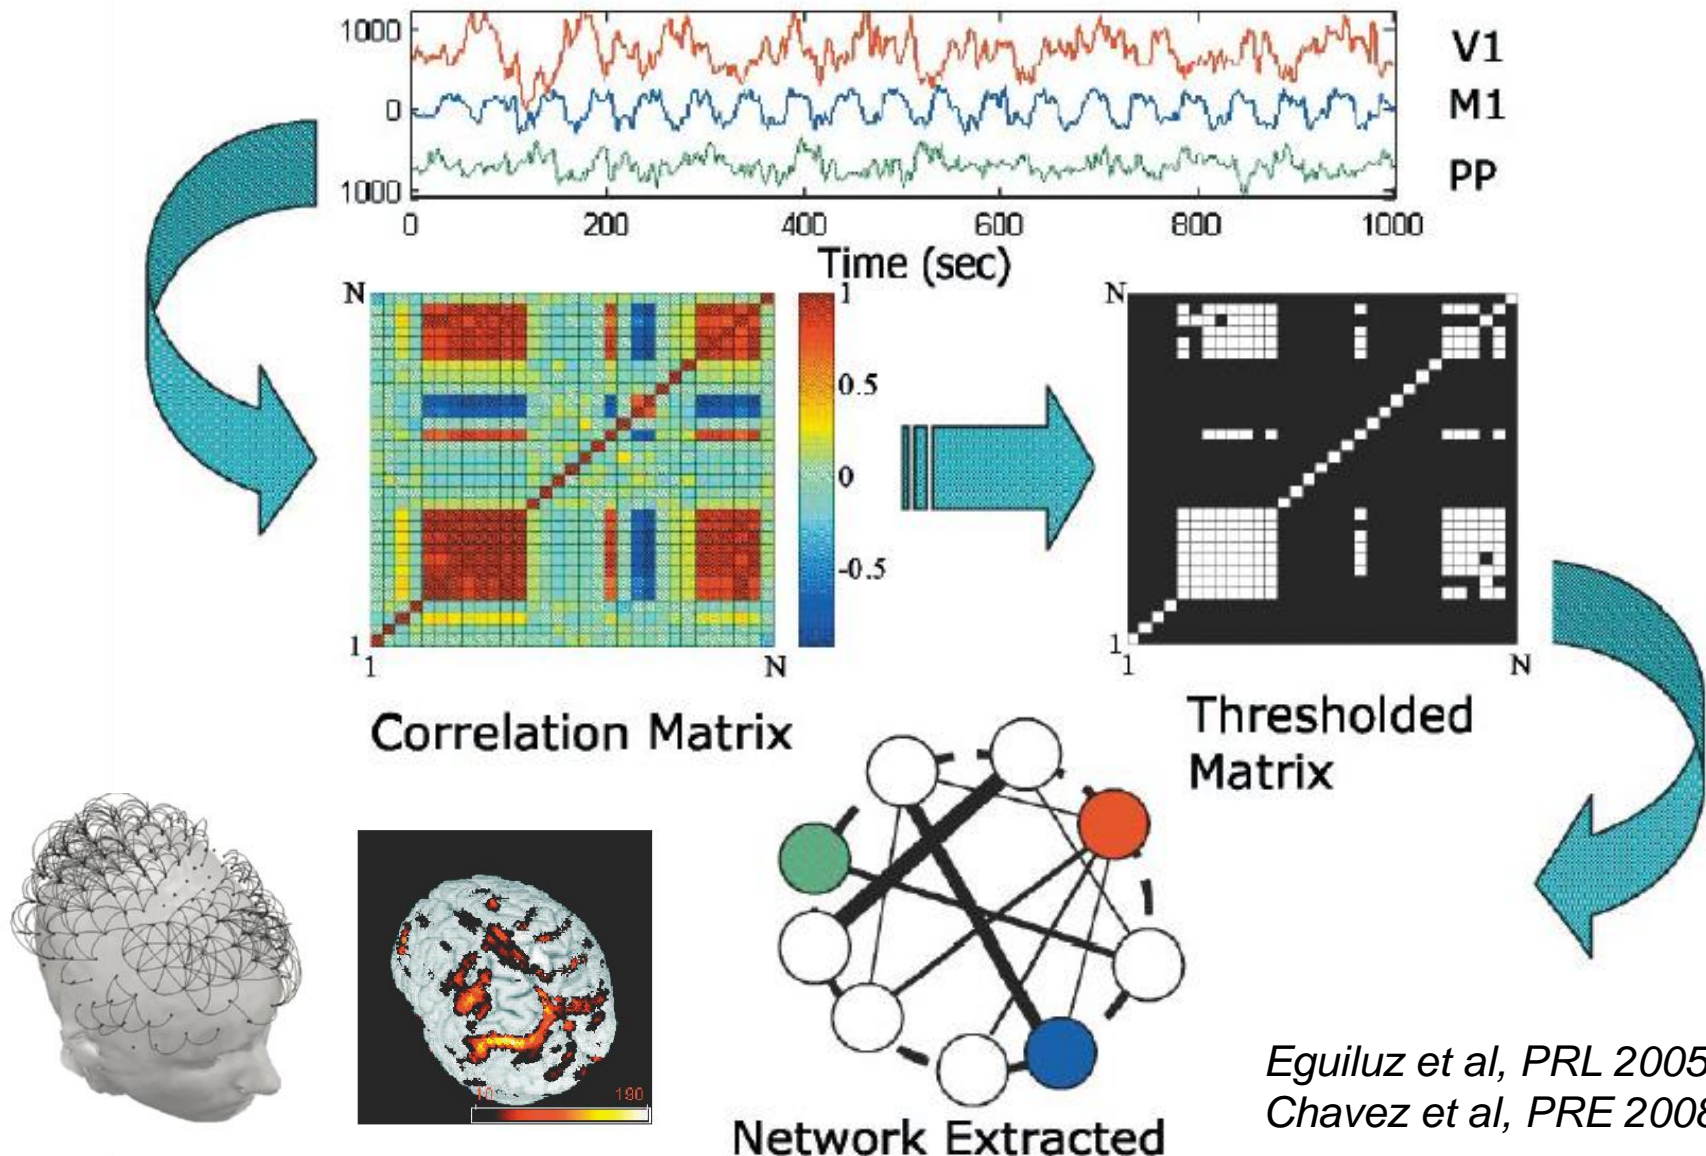 1000
0
1000
V1
M1
PP
0 200 400 600 800 1000
Time (sec)
N
1
1
N
1
0.5
0
-0.5
Correlation Matrix
N
1
1
N
Thresholded
Matrix
10 190
Network Extracted
Eguiluz et al, PRL 2005
Chavez et al, PRE 2008